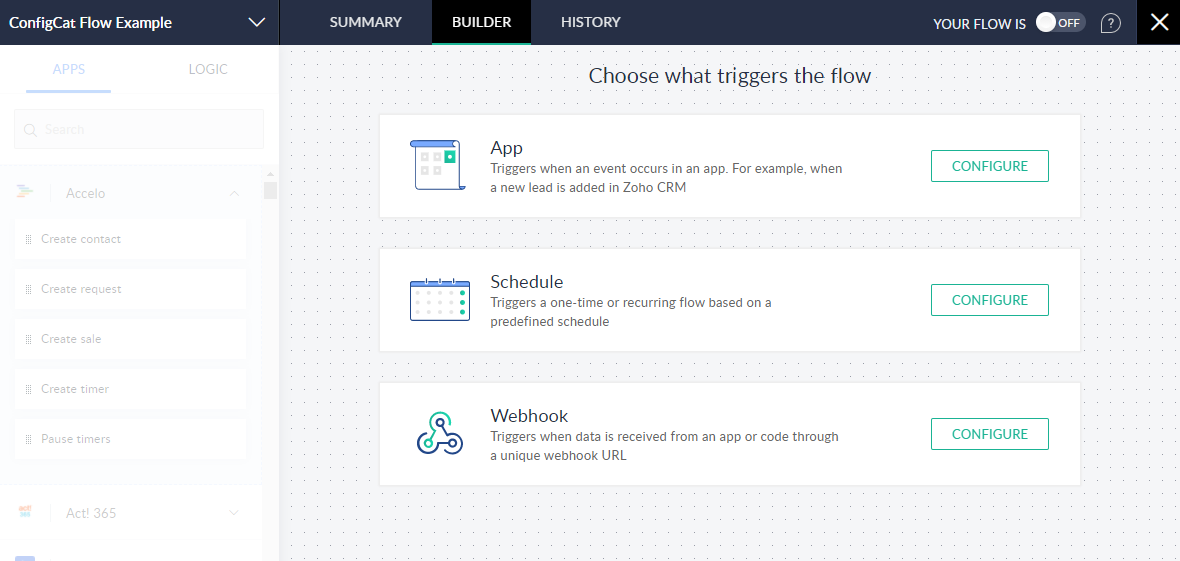 ConfigCat Flow Example
SUMMARY
BUILDER
HISTORY
YOUR FLOW IS
OFF
?
APPS
LOGIC
Search
Accelo
Create contact
Create request
Create sale
Create timer
Pause timers
Act! 365
Choose what triggers the flow
App
Triggers when an event occurs in an app. For example, when
a new lead is added in Zoho CRM
CONFIGURE
Schedule
Triggers a one-time or recurring flow based on a
predefined schedule
CONFIGURE
Webhook
Triggers when data is received from an app or code through
a unique webhook URL
CONFIGURE